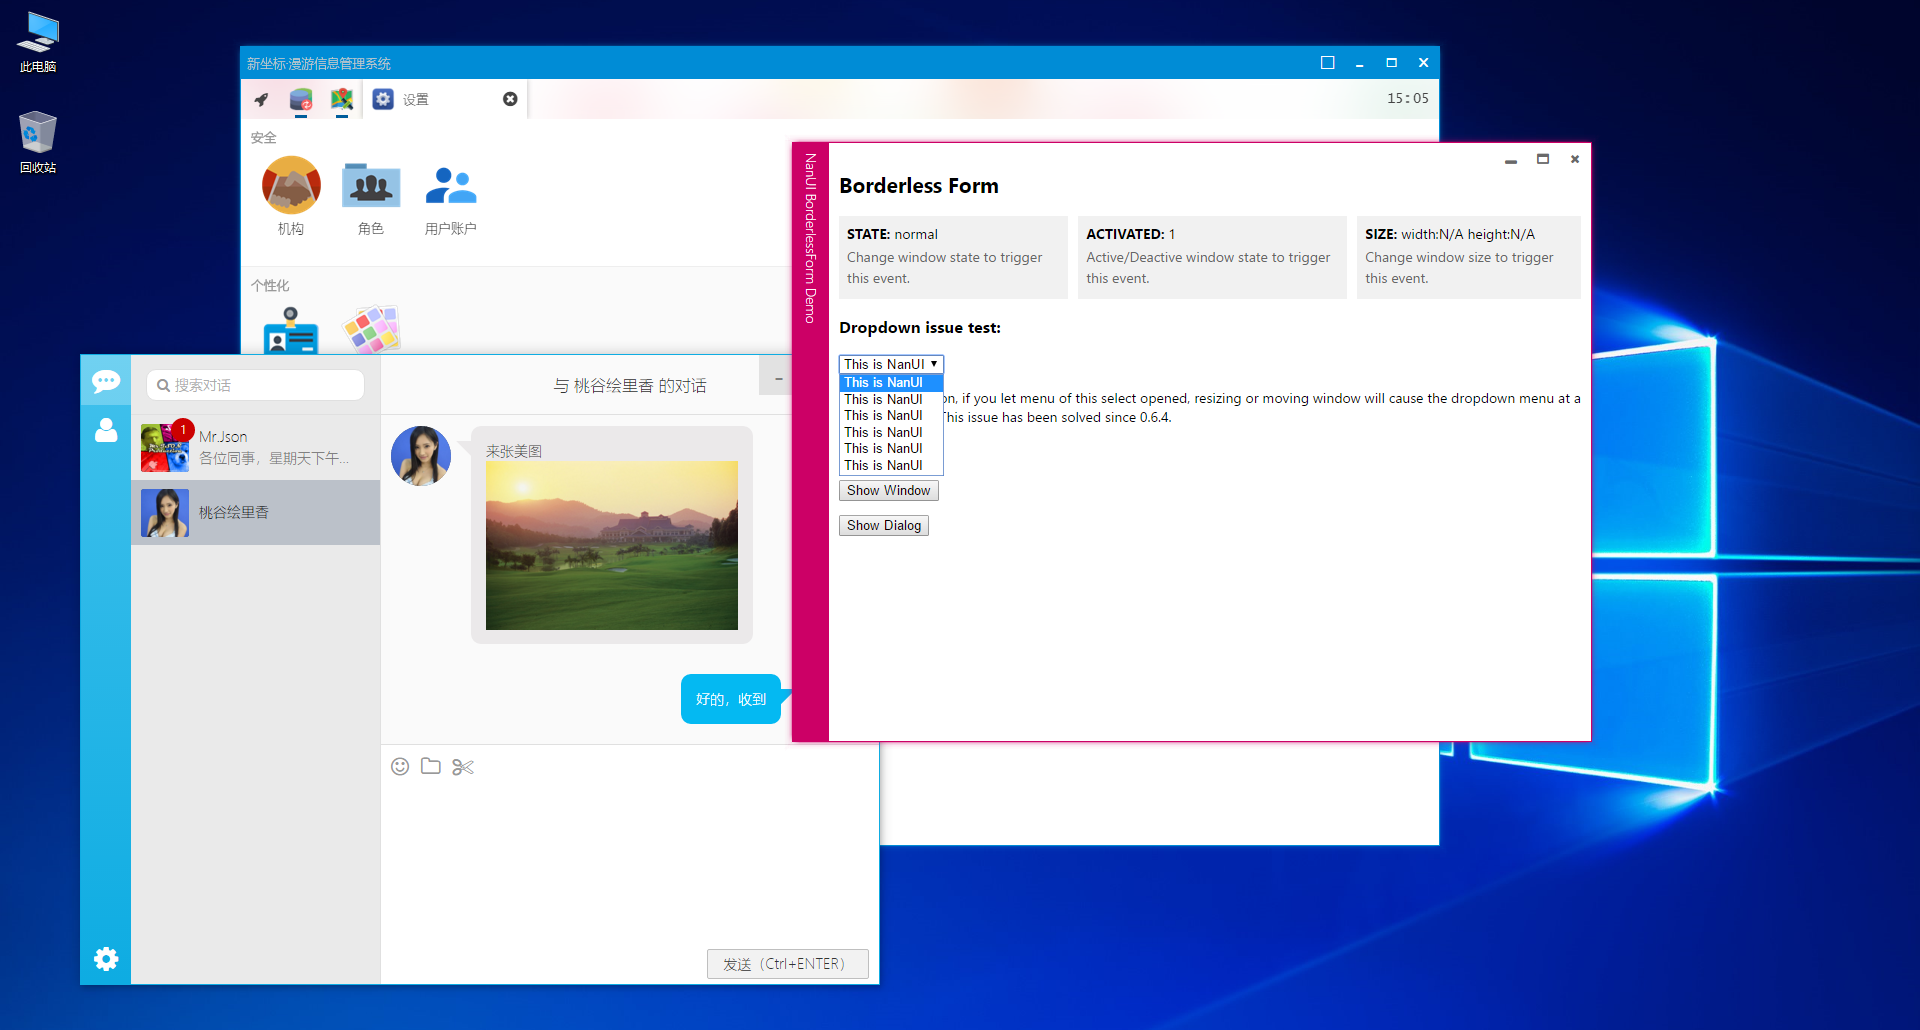 此电脑
回收站
新坐标·漫游信息管理系统
设置
15:05
安全
机构
角色
用户账户
个性化
搜索对话
1
Mr.Json
各位同事，星期天下午...
桃谷绘里香
与 桃谷绘里香 的对话
来张美图
好的，收到
发送（Ctrl+ENTER）
NanUI BorderlessForm Demo
Borderless Form
STATE: normal
Change window state to trigger
this event.
ACTIVATED: 1
Active/Deactive window state to trigger
this event.
SIZE: width:N/A height:N/A
Change window size to trigger
this event.
Dropdown issue test:
This is NanUI
This is NanUI
on, if you let menu of this select opened, resizing or moving window will cause the dropdown menu at a
This is NanUI
This is NanUI
This issue has been solved since 0.6.4.
This is NanUI
This is NanUI
This is NanUI
Show Window
Show Dialog